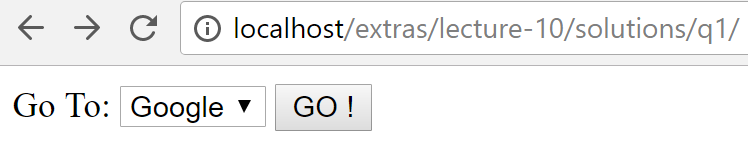 localhost/extras/lecture-10/solutions/q1/
Go To: Google ▼ GO !